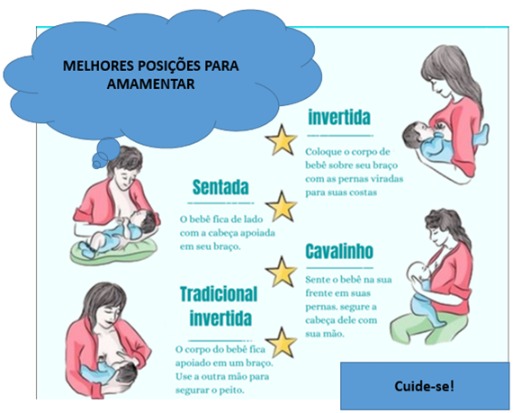 MELHORES POSIÇÕES PARA
AMAMENTAR
invertida
Coloque o corpo de
bebê sobre seu braço
com as pernas viradas
para suas costas
Sentada
O bebê fica de lado
com a cabeça apoiada
em seu braço.
Cavalinho
Sente o bebê na sua
frente em suas
pernas. segure a
cabeça dele com
sua mão.
Tradicional
invertida
O corpo do bebê fica
apoiado em um braço.
Use a outra mão para
segurar o peito.
Cuide-se!